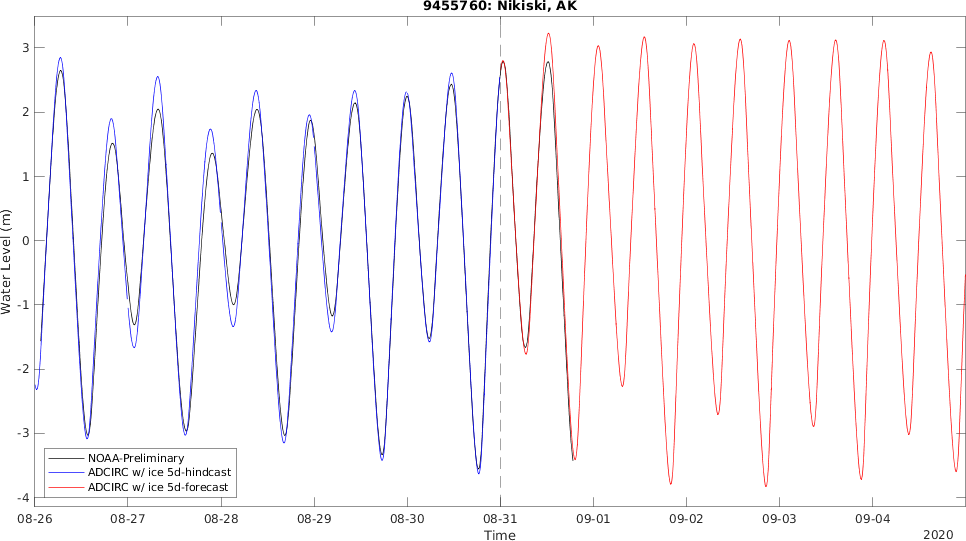 9455760: Nikiski, AK
3
2
1
0
-1
-2
-3
-4
Water Level (m)
NOAA-Preliminary
ADCIRC w/ ice 5d-hindcast
ADCIRC w/ ice 5d-forecast
08-26 08-27 08-28 08-29 08-30 08-31 09-01 09-02 09-03 09-04
Time
2020